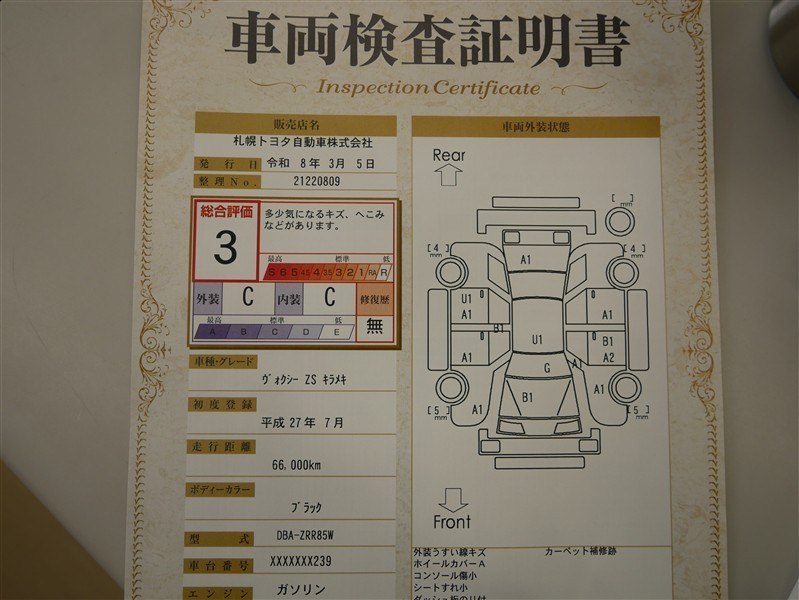 車両検査証明書
Inspection Certificate
販売店名
札幌トヨタ自動車株式会社
発行日 令和 8年 3月 5日
整理No. 21220809
総合評価
3
多少気になるキズ、へこみ
などがあります。
最高 標準 低
S 6 5 4.5 4 3.5 3 2 1 RA R
外装 C 内装 C 修復歴
無
最高 標準 低
A B C D E
車種・グレード
ヴォクシー ZS キラメキ
初度登録
平成 27年 7月
走行距離
66,000km
ボディーカラー
ブラック
型式 DBA-ZRR85W
車台番号 XXXXXXX239
エンジン ガソリン
車両外装状態
Rear
[ ]
mm
[4]
mm
A1
[4]
mm
U1
A1
A1
B1
U1
B1
A1
A2
G
A1
B1
A1
A1
[5]
mm
[5]
mm
Front
外装うすい線キズ カーペット補修跡
ホイールカバーA
コンソール傷小
シートすれ小